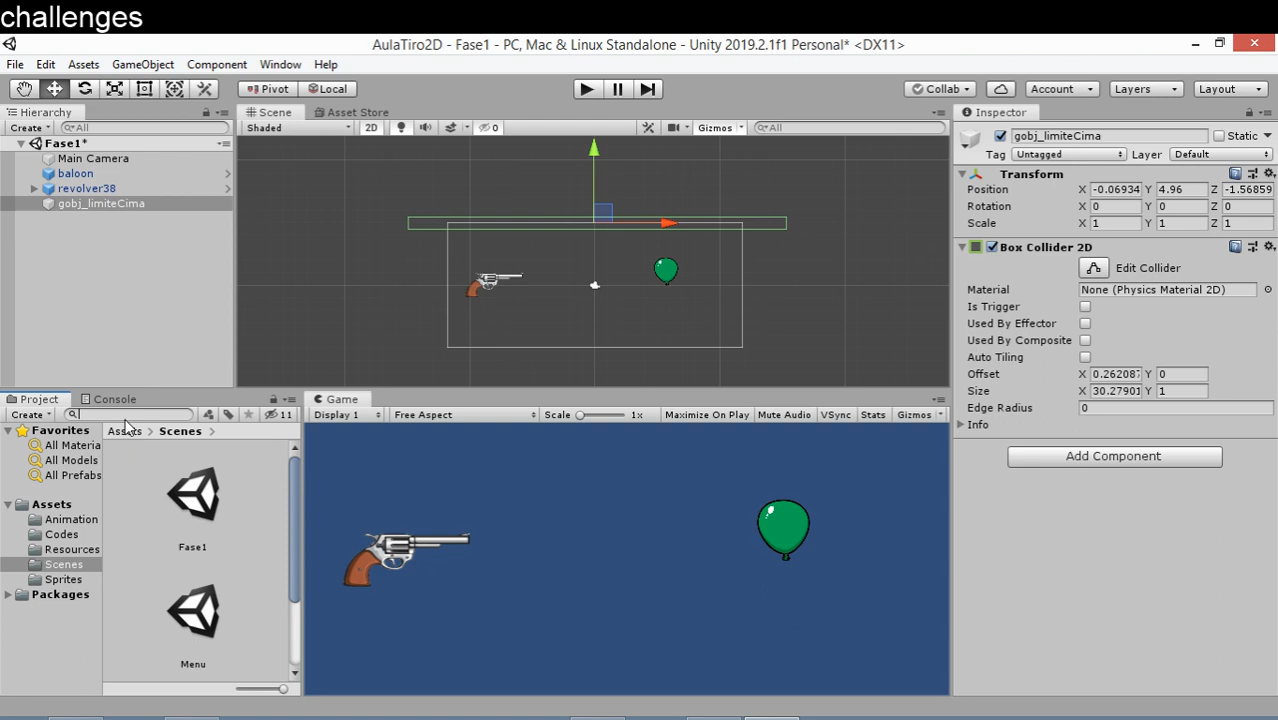 challenges
AulaTiro2D - Fase1 - PC, Mac & Linux Standalone - Unity 2019.2.1f1 Personal* <DX11>
File Edit Assets GameObject Component Window Help
Pivot Local Collab Account Layers Layout
Hierarchy Scene Asset Store Inspector
Create All Shaded 2D 0 Gizmos All
Fase1*
Main Camera
baloon
revolver38
gobj_limiteCima
gobj_limiteCima Static
Tag Untagged Layer Default
Transform
Position X -0.06934 Y 4.96 Z -1.56859
Rotation X 0 Y 0 Z 0
Scale X 1 Y 1 Z 1
Box Collider 2D
Edit Collider
Material None (Physics Material 2D)
Is Trigger
Used By Effector
Used By Composite
Auto Tiling
Offset X 0.262087 Y 0
Size X 30.27901 Y 1
Edge Radius 0
Info
Add Component
Project Console
Create 11
Favorites
All Materia
All Models
All Prefabs
Assets
Animation
Codes
Resources
Scenes
Sprites
Packages
Assets Scenes
Fase1
Menu
Game
Display 1 Free Aspect Scale 1x Maximize On Play Mute Audio VSync Stats Gizmos